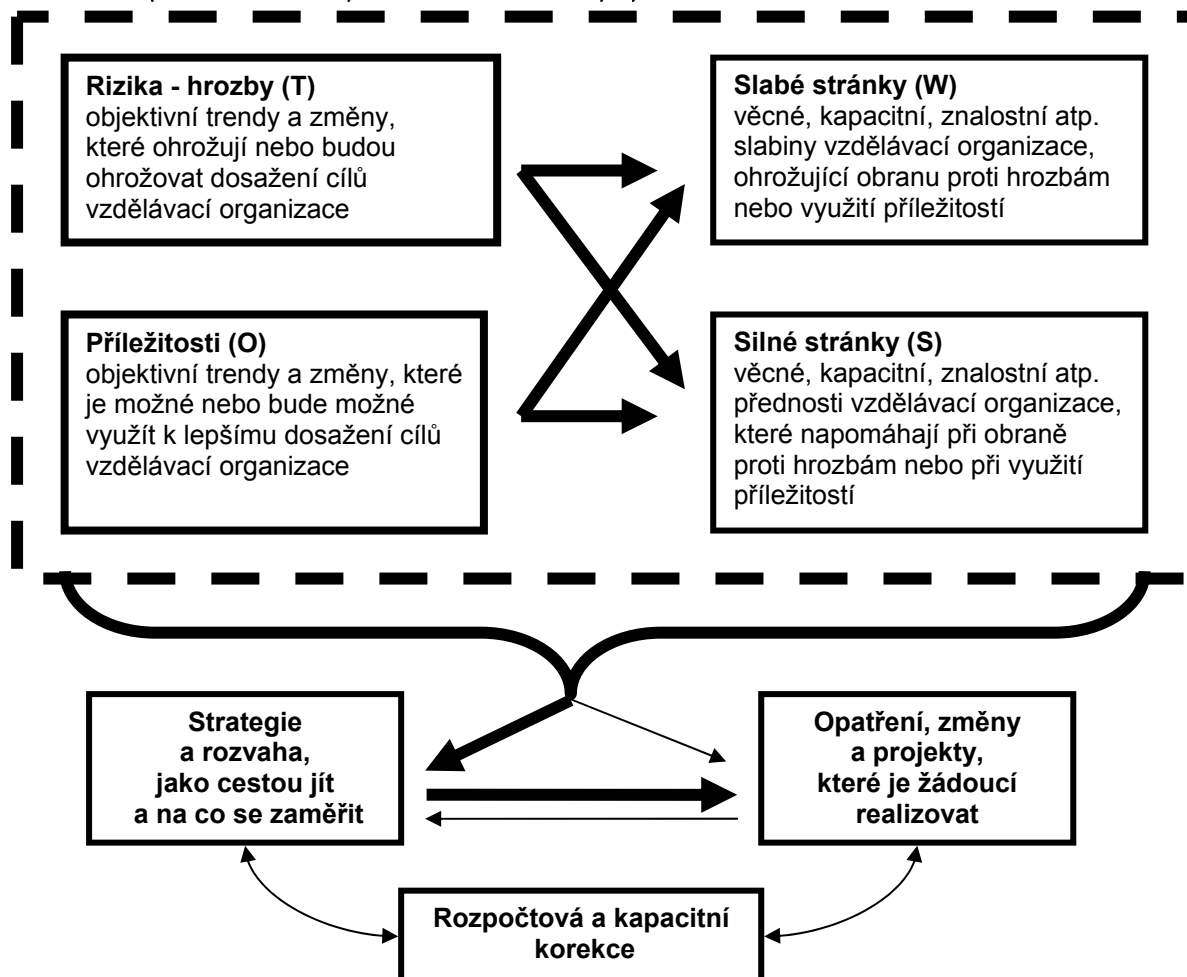 Rizika - hrozby (T)
objektivní trendy a změny,
které ohrožují nebo budou
ohrožovat dosažení cílů
vzdělávací organizace
Slabé stránky (W)
věcné, kapacitní, znalostní atp.
slabiny vzdělávací organizace,
ohrožující obranu proti hrozbám
nebo využití příležitostí
Příležitosti (O)
objektivní trendy a změny, které
je možné nebo bude možné
využít k lepšímu dosažení cílů
vzdělávací organizace
Silné stránky (S)
věcné, kapacitní, znalostní atp.
přednosti vzdělávací organizace,
které napomáhají při obraně
proti hrozbám nebo při využití
příležitostí
Strategie
a rozvaha,
jako cestou jít
a na co se zaměřit
Opatření, změny
a projekty,
které je žádoucí
realizovat
Rozpočtová a kapacitní
korekce